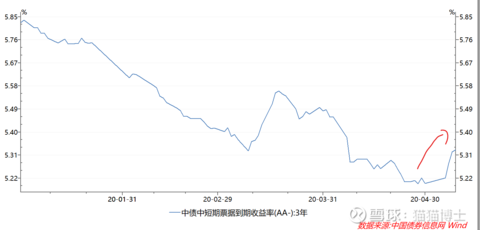 % %
5.85 5.85
5.76 5.76
5.67 5.67
5.58 5.58
5.49 5.49
5.40 5.40
5.31 5.31
5.22 5.22
20-01-31 20-02-29 20-03-31 20-04-30
中债中短期票据到期收益率(AA-):3年
雪球：猫猫博士
数据来源:中国债券信息网 Wind